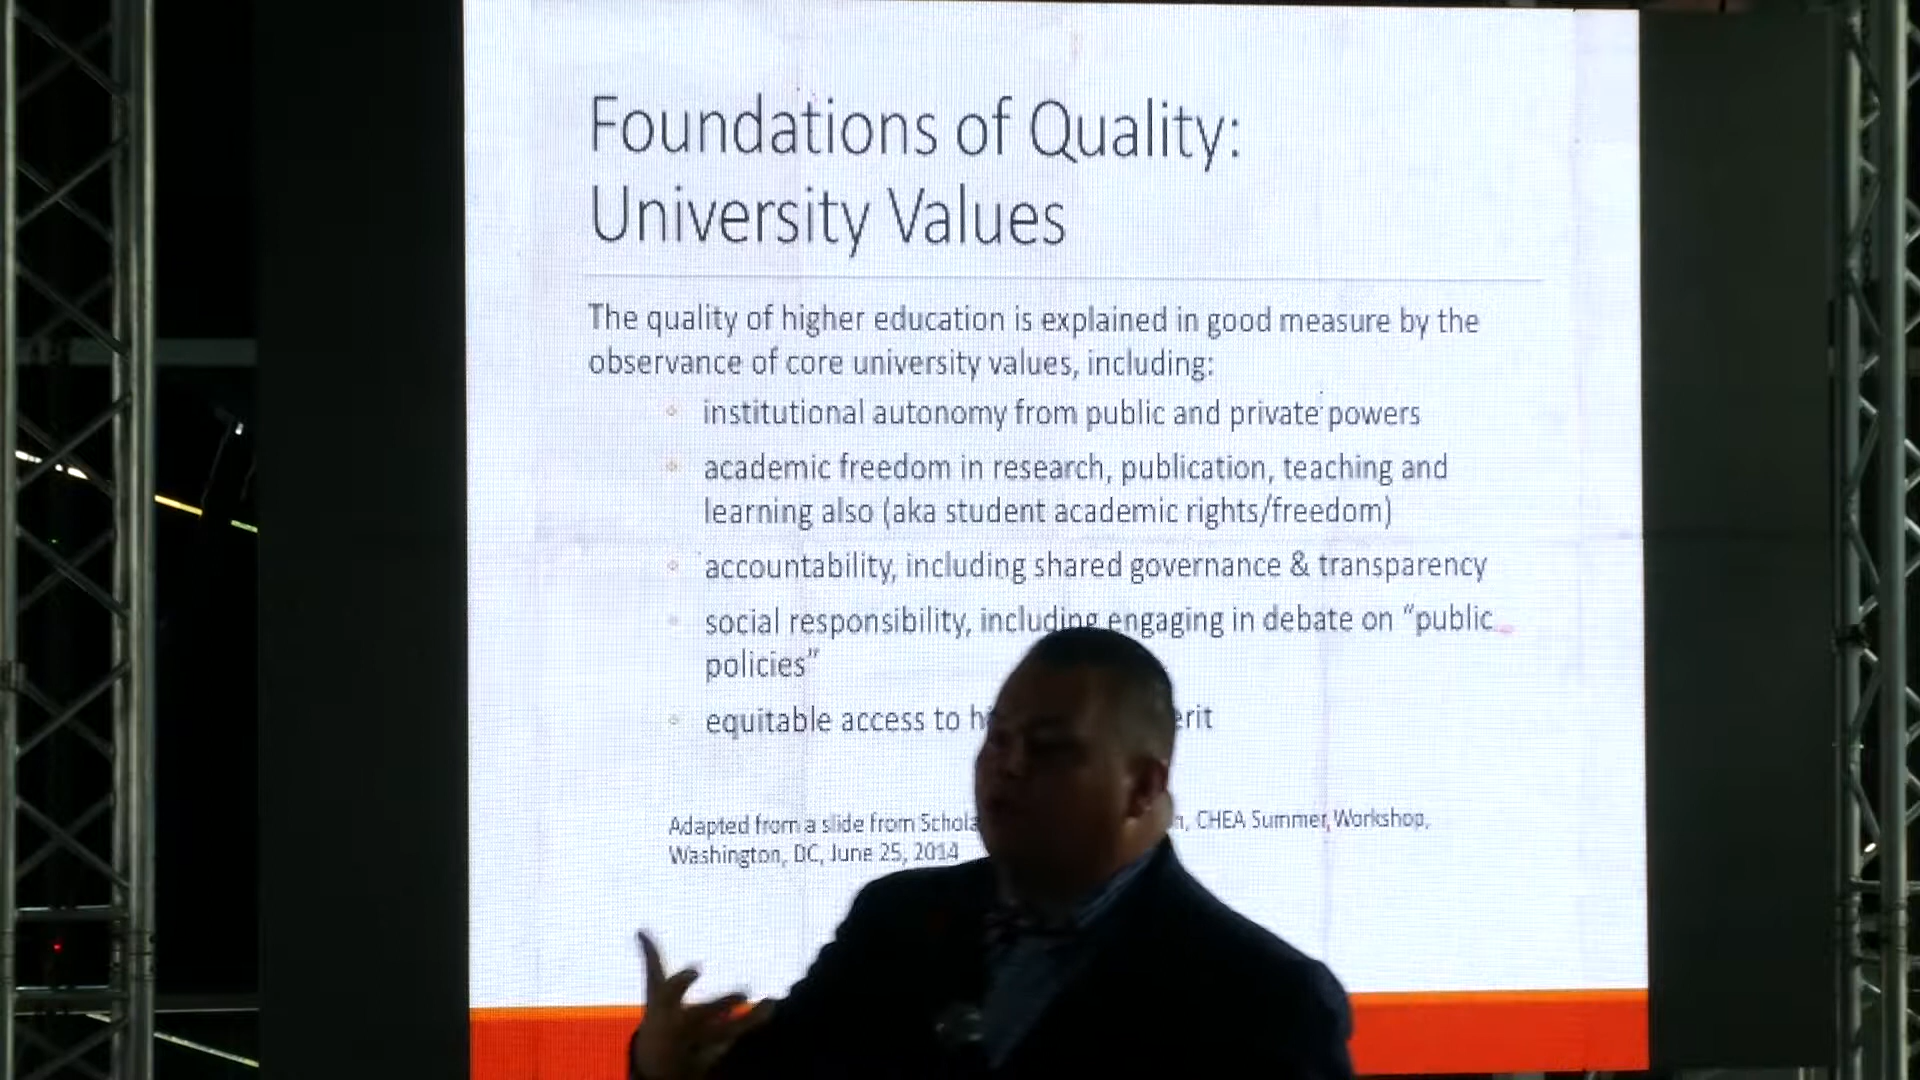 Foundations of Quality:
University Values
The quality of higher education is explained in good measure by the
observance of core university values, including:
institutional autonomy from public and private powers
academic freedom in research, publication, teaching and
learning also (aka student academic rights/freedom)
accountability, including shared governance & transparency
social responsibility, including engaging in debate on “public
policies”
equitable access to
Adapted from a slide from CHEA Summer Workshop,
Washington, DC, June 25, 2014